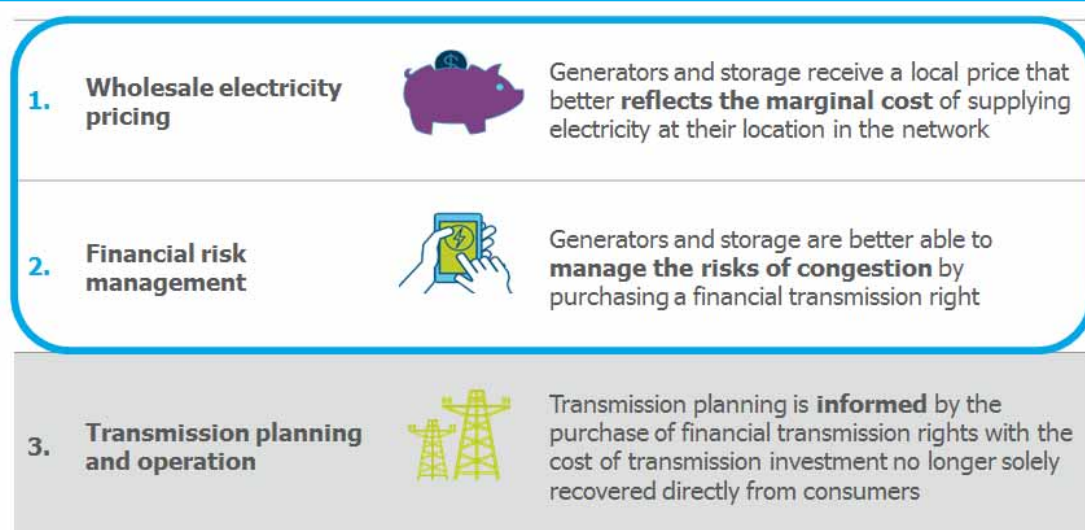 1.
Wholesale electricity
pricing
$
Generators and storage receive a local price that
better reflects the marginal cost of supplying
electricity at their location in the network
2.
Financial risk
management
Generators and storage are better able to
manage the risks of congestion by
purchasing a financial transmission right
3.
Transmission planning
and operation
Transmission planning is informed by the
purchase of financial transmission rights with the
cost of transmission investment no longer solely
recovered directly from consumers